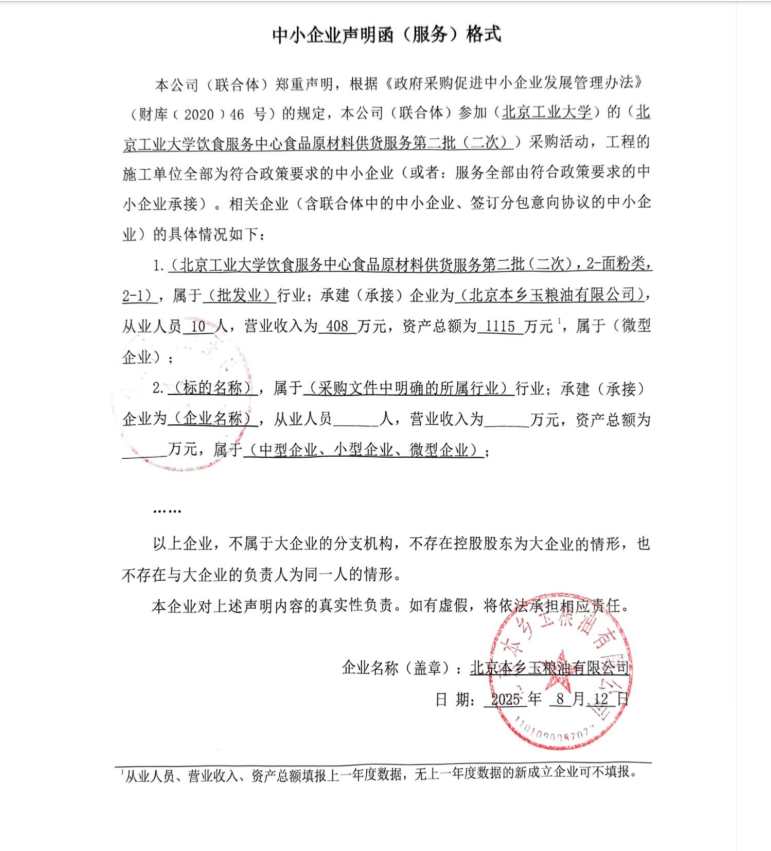 中小企业声明函（服务）格式
本公司（联合体）郑重声明，根据《政府采购促进中小企业发展管理办法》
（财库﹝2020﹞46 号）的规定，本公司（联合体）参加（北京工业大学）的（北
京工业大学饮食服务中心食品原材料供货服务第二批（二次））采购活动，工程的
施工单位全部为符合政策要求的中小企业（或者：服务全部由符合政策要求的中
小企业承接）。相关企业（含联合体中的中小企业、签订分包意向协议的中小企
业）的具体情况如下：
1.（北京工业大学饮食服务中心食品原材料供货服务第二批（二次），2-面粉类，
2-1），属于（批发业）行业；承建（承接）企业为（北京本乡玉粮油有限公司），
从业人员 10 人，营业收入为 408 万元，资产总额为 1115 万元¹，属于（微型
企业）；
2.（标的名称），属于（采购文件中明确的所属行业）行业；承建（承接）
企业为（企业名称），从业人员______人，营业收入为______万元，资产总额为
______万元，属于（中型企业、小型企业、微型企业）；
……
以上企业，不属于大企业的分支机构，不存在控股股东为大企业的情形，也
不存在与大企业的负责人为同一人的情形。
本企业对上述声明内容的真实性负责。如有虚假，将依法承担相应责任。
企业名称（盖章）：北京本乡玉粮油有限公司
日 期：2025 年 8 月 12 日
本乡玉粮油有限公司
¹从业人员、营业收入、资产总额填报上一年度数据，无上一年度数据的新成立企业可不填报。